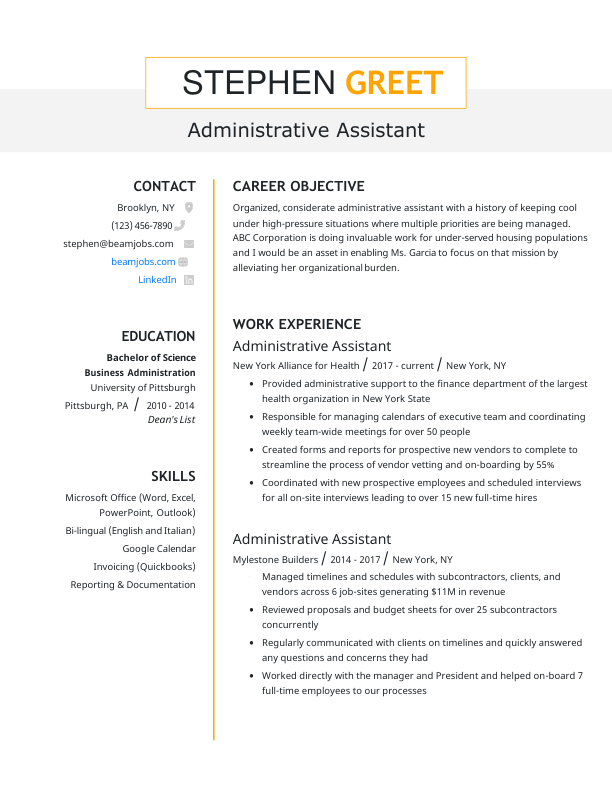 STEPHEN GREET
Administrative Assistant
CONTACT
Brooklyn, NY
(123) 456-7890
stephen@beamjobs.com
beamjobs.com
LinkedIn
EDUCATION
Bachelor of Science
Business Administration
University of Pittsburgh
Pittsburgh, PA / 2010 - 2014
Dean's List
SKILLS
Microsoft Office (Word, Excel,
PowerPoint, Outlook)
Bi-lingual (English and Italian)
Google Calendar
Invoicing (Quickbooks)
Reporting & Documentation
CAREER OBJECTIVE
Organized, considerate administrative assistant with a history of keeping cool
under high-pressure situations where multiple priorities are being managed.
ABC Corporation is doing invaluable work for under-served housing populations
and I would be an asset in enabling Ms. Garcia to focus on that mission by
alleviating her organizational burden.
WORK EXPERIENCE
Administrative Assistant
New York Alliance for Health / 2017 - current / New York, NY
• Provided administrative support to the finance department of the largest
health organization in New York State
• Responsible for managing calendars of executive team and coordinating
weekly team-wide meetings for over 50 people
• Created forms and reports for prospective new vendors to complete to
streamline the process of vendor vetting and on-boarding by 55%
• Coordinated with new prospective employees and scheduled interviews
for all on-site interviews leading to over 15 new full-time hires
Administrative Assistant
Mylestone Builders / 2014 - 2017 / New York, NY
Managed timelines and schedules with subcontractors, clients, and
vendors across 6 job-sites generating $11M in revenue
• Reviewed proposals and budget sheets for over 25 subcontractors
concurrently
• Regularly communicated with clients on timelines and quickly answered
any questions and concerns they had
• Worked directly with the manager and President and helped on-board 7
full-time employees to our processes